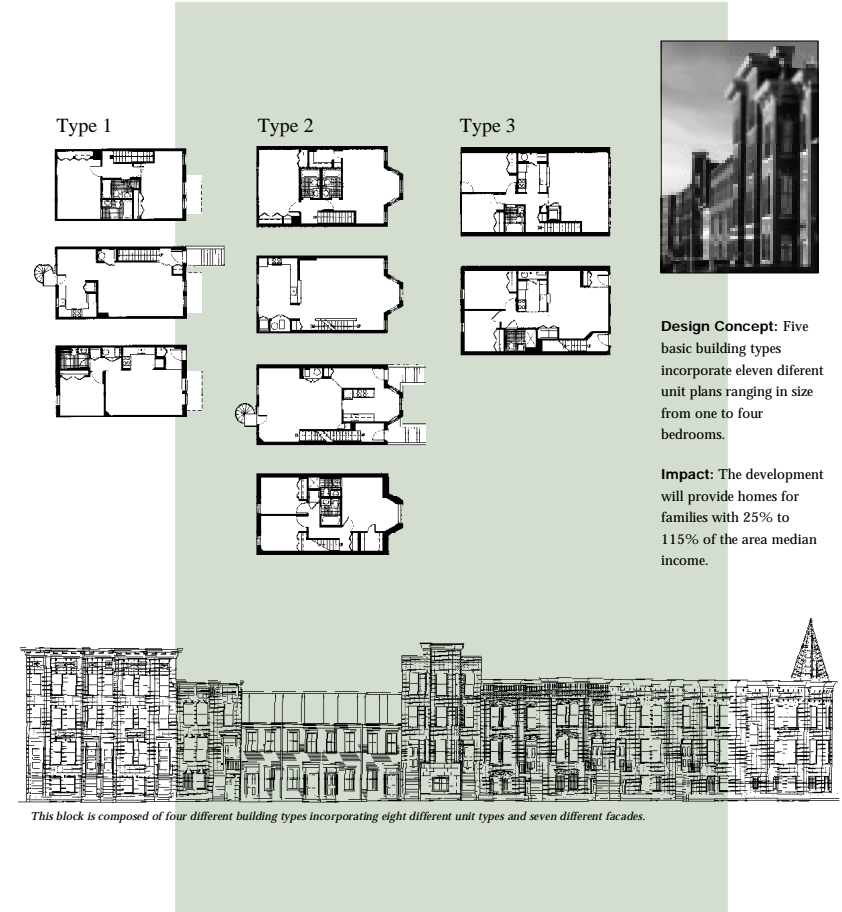 Type 1
Type 2
Type 3
Design Concept: Five
basic building types
incorporate eleven diferent
unit plans ranging in size
from one to four
bedrooms.
Impact: The development
will provide homes for
families with 25% to
115% of the area median
income.
This block is composed of four different building types incorporating eight different unit types and seven different facades.